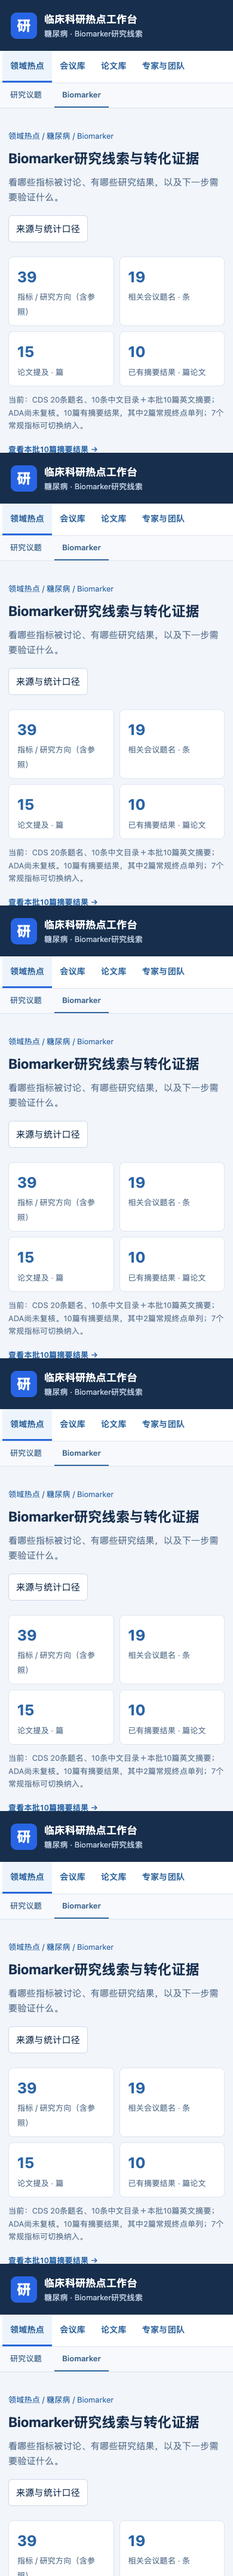 研
临床科研热点工作台
糖尿病 · Biomarker研究线索
领域热点 会议库 论文库 专家与团队
研究议题 Biomarker
领域热点 / 糖尿病 / Biomarker
Biomarker研究线索与转化证据
看哪些指标被讨论、有哪些研究结果，以及下一步需
要验证什么。
来源与统计口径
39 19
指标 / 研究方向（含参 相关会议题名 · 条
照）
15 10
论文提及 · 篇 已有摘要结果 · 篇论文
当前：CDS 20条题名、10条中文目录＋本批10篇英文摘要；
ADA尚未复核。10篇有摘要结果，其中2篇常规终点单列；7个
常规指标可切换纳入。
查看本批10篇摘要结果 →
研
临床科研热点工作台
糖尿病 · Biomarker研究线索
领域热点 会议库 论文库 专家与团队
研究议题 Biomarker
领域热点 / 糖尿病 / Biomarker
Biomarker研究线索与转化证据
看哪些指标被讨论、有哪些研究结果，以及下一步需
要验证什么。
来源与统计口径
39 19
指标 / 研究方向（含参 相关会议题名 · 条
照）
15 10
论文提及 · 篇 已有摘要结果 · 篇论文
当前：CDS 20条题名、10条中文目录＋本批10篇英文摘要；
ADA尚未复核。10篇有摘要结果，其中2篇常规终点单列；7个
常规指标可切换纳入。
查看本批10篇摘要结果 →
研
临床科研热点工作台
糖尿病 · Biomarker研究线索
领域热点 会议库 论文库 专家与团队
研究议题 Biomarker
领域热点 / 糖尿病 / Biomarker
Biomarker研究线索与转化证据
看哪些指标被讨论、有哪些研究结果，以及下一步需
要验证什么。
来源与统计口径
39 19
指标 / 研究方向（含参 相关会议题名 · 条
照）
15 10
论文提及 · 篇 已有摘要结果 · 篇论文
当前：CDS 20条题名、10条中文目录＋本批10篇英文摘要；
ADA尚未复核。10篇有摘要结果，其中2篇常规终点单列；7个
常规指标可切换纳入。
查看本批10篇摘要结果 →
研
临床科研热点工作台
糖尿病 · Biomarker研究线索
领域热点 会议库 论文库 专家与团队
研究议题 Biomarker
领域热点 / 糖尿病 / Biomarker
Biomarker研究线索与转化证据
看哪些指标被讨论、有哪些研究结果，以及下一步需
要验证什么。
来源与统计口径
39 19
指标 / 研究方向（含参 相关会议题名 · 条
照）
15 10
论文提及 · 篇 已有摘要结果 · 篇论文
当前：CDS 20条题名、10条中文目录＋本批10篇英文摘要；
ADA尚未复核。10篇有摘要结果，其中2篇常规终点单列；7个
常规指标可切换纳入。
查看本批10篇摘要结果 →
研
临床科研热点工作台
糖尿病 · Biomarker研究线索
领域热点 会议库 论文库 专家与团队
研究议题 Biomarker
领域热点 / 糖尿病 / Biomarker
Biomarker研究线索与转化证据
看哪些指标被讨论、有哪些研究结果，以及下一步需
要验证什么。
来源与统计口径
39 19
指标 / 研究方向（含参 相关会议题名 · 条
照）
15 10
论文提及 · 篇 已有摘要结果 · 篇论文
当前：CDS 20条题名、10条中文目录＋本批10篇英文摘要；
ADA尚未复核。10篇有摘要结果，其中2篇常规终点单列；7个
常规指标可切换纳入。
查看本批10篇摘要结果 →
研
临床科研热点工作台
糖尿病 · Biomarker研究线索
领域热点 会议库 论文库 专家与团队
研究议题 Biomarker
领域热点 / 糖尿病 / Biomarker
Biomarker研究线索与转化证据
看哪些指标被讨论、有哪些研究结果，以及下一步需
要验证什么。
来源与统计口径
39 19
指标 / 研究方向（含参 相关会议题名 · 条
照）